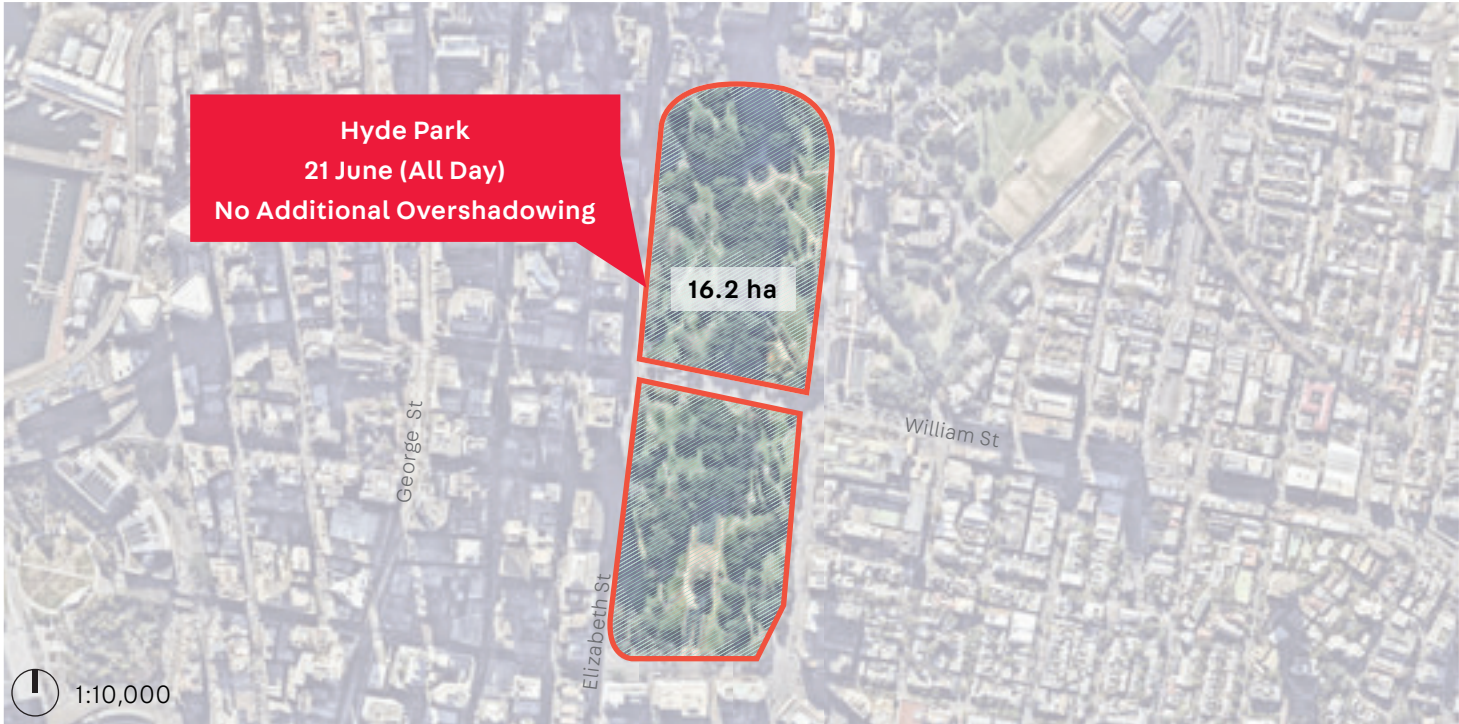 Hyde Park
21 June (All Day)
No Additional Overshadowing
16.2 ha
George St
William St
Elizabeth St
1:10,000